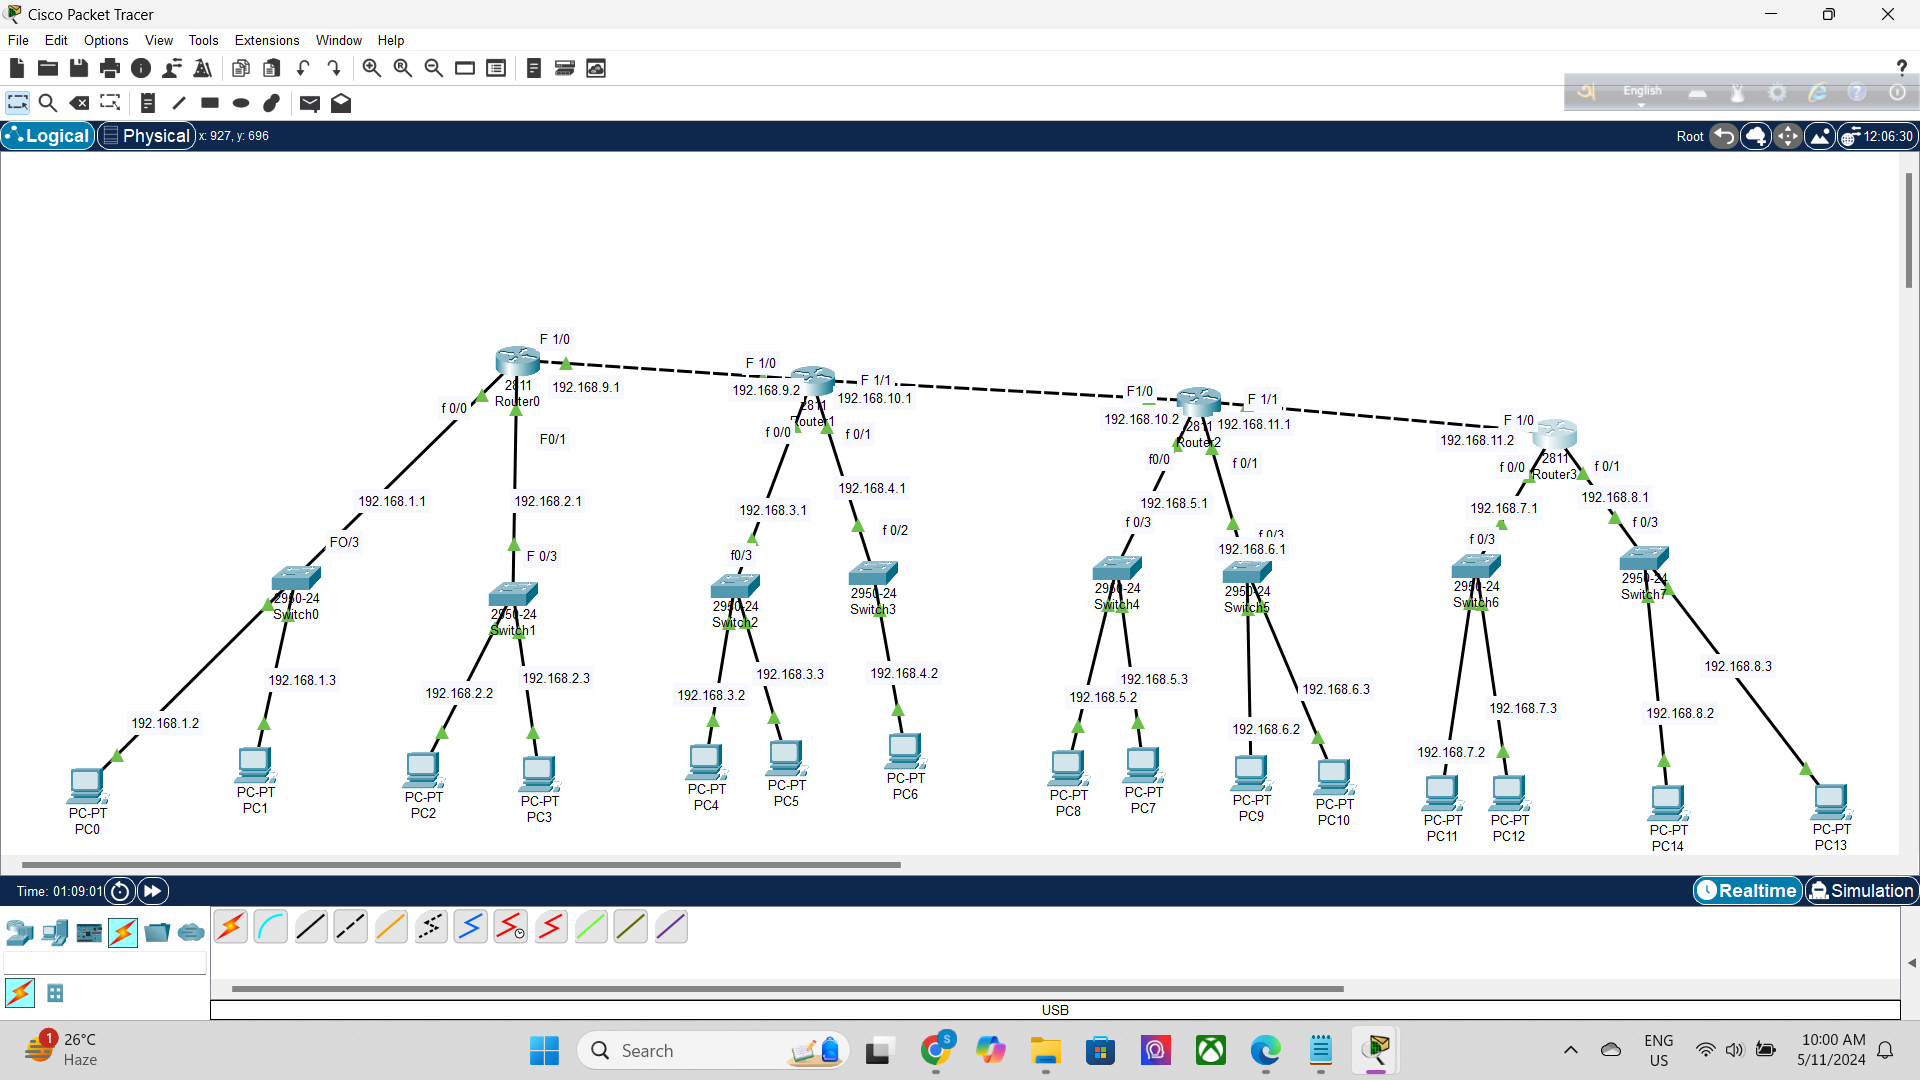 Cisco Packet Tracer
File Edit Options View Tools Extensions Window Help
English
Logical Physical x: 927, y: 696 Root 12:06:30
F 1/0
2811
Router0
192.168.9.1
f 0/0
F0/1
F 1/0
192.168.9.2
2811
Router1
F 1/1
192.168.10.1
f 0/0
f 0/1
F1/0
192.168.10.2
2811
Router2
F 1/1
192.168.11.1
f0/0
f 0/1
F 1/0
192.168.11.2
2811
Router3
f 0/0
f 0/1
192.168.1.1
192.168.2.1
192.168.3.1
192.168.4.1
192.168.5.1
192.168.6.1
192.168.7.1
192.168.8.1
FO/3
F 0/3
f0/3
f 0/2
f 0/3
f 0/3
f 0/3
f 0/3
2950-24
Switch0
2950-24
Switch1
2950-24
Switch2
2950-24
Switch3
2950-24
Switch4
2950-24
Switch5
2950-24
Switch6
2950-24
Switch7
192.168.1.2
192.168.1.3
192.168.2.2
192.168.2.3
192.168.3.2
192.168.3.3
192.168.4.2
192.168.5.2
192.168.5.3
192.168.6.2
192.168.6.3
192.168.7.2
192.168.7.3
192.168.8.2
192.168.8.3
PC-PT
PC0
PC-PT
PC1
PC-PT
PC2
PC-PT
PC3
PC-PT
PC4
PC-PT
PC5
PC-PT
PC6
PC-PT
PC8
PC-PT
PC7
PC-PT
PC9
PC-PT
PC10
PC-PT
PC11
PC-PT
PC12
PC-PT
PC14
PC-PT
PC13
Time: 01:09:01 Realtime Simulation
USB
1
26°C
Haze
Search
S
ENG
US
10:00 AM
5/11/2024